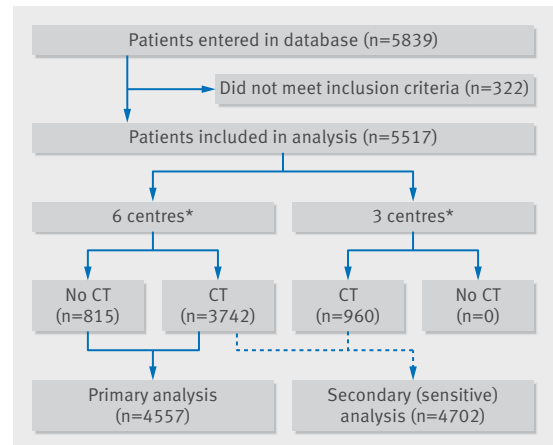 Patients entered in database (n=5839)
Did not meet inclusion criteria (n=322)
Patients included in analysis (n=5517)
6 centres*
3 centres*
No CT
(n=815)
CT
(n=3742)
CT
(n=960)
No CT
(n=0)
Primary analysis
(n=4557)
Secondary (sensitive)
analysis (n=4702)